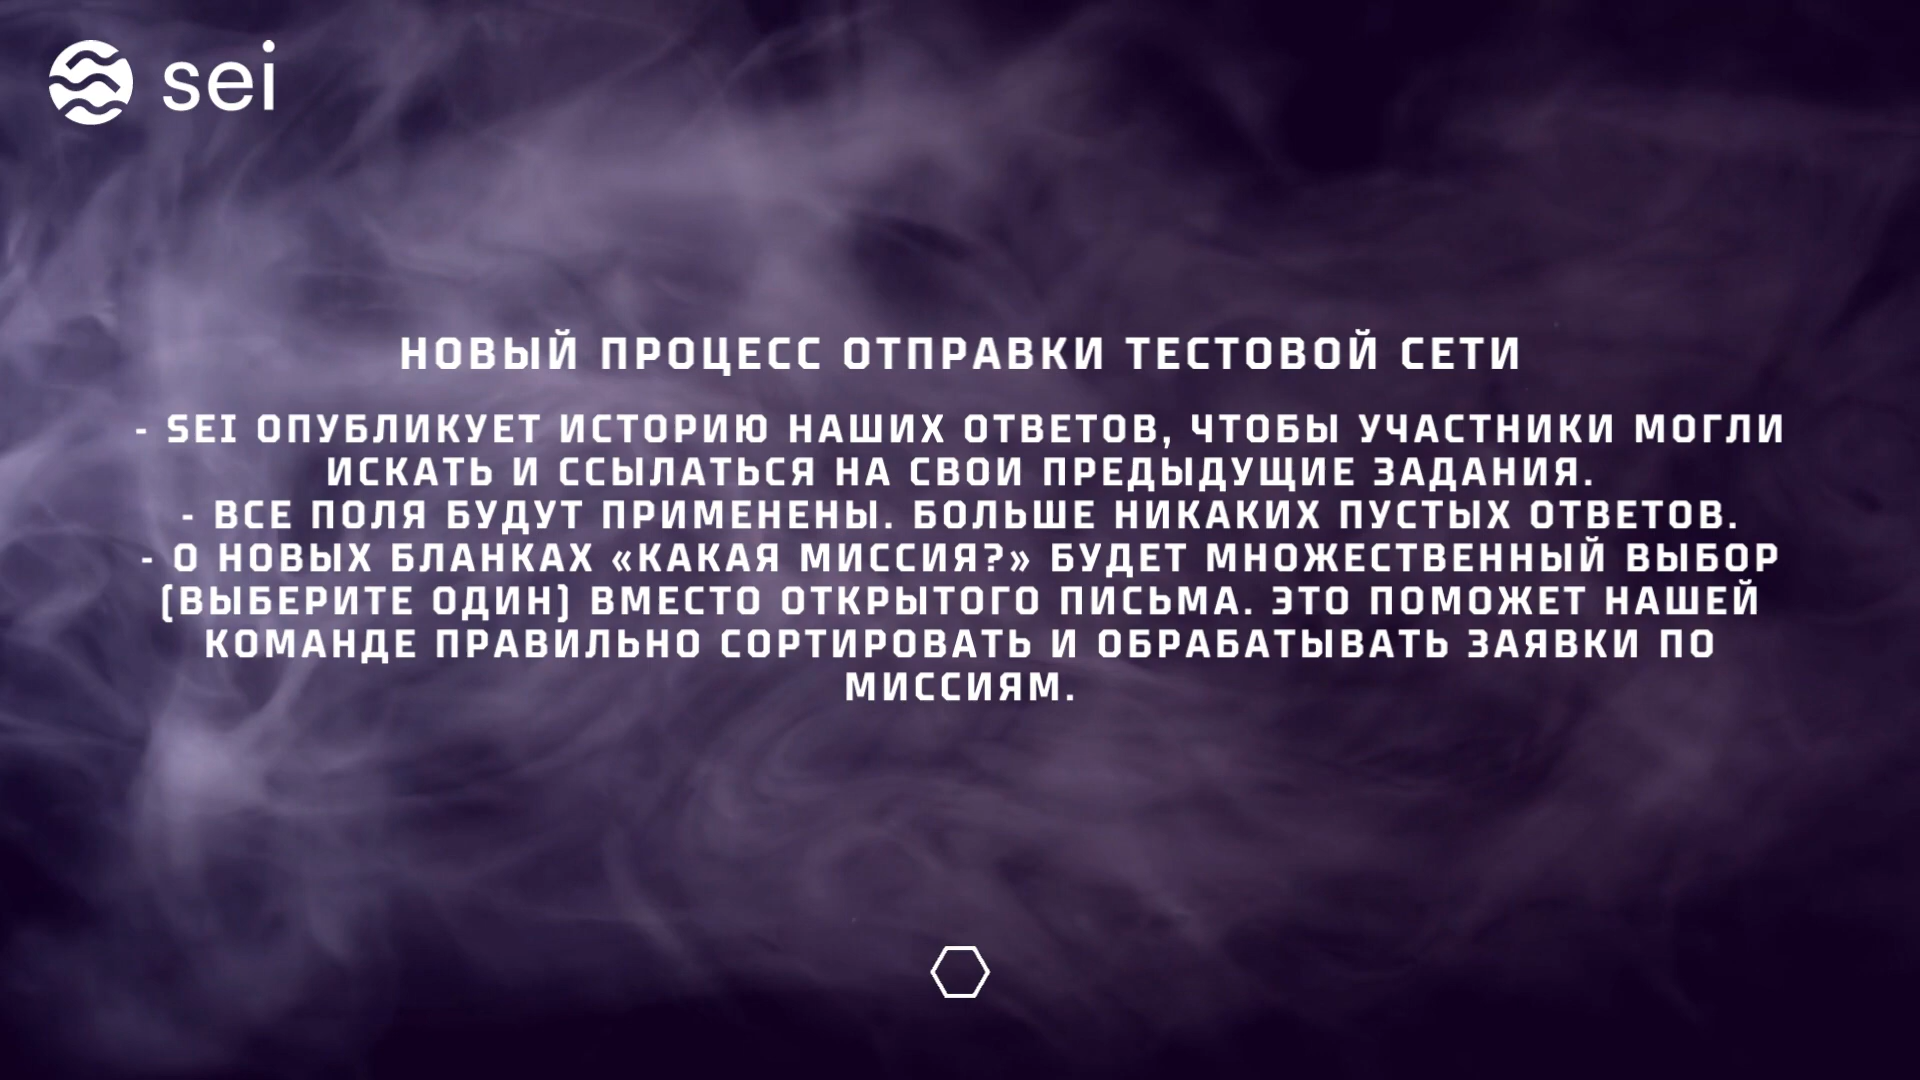 sei
НОВЫЙ ПРОЦЕСС ОТПРАВКИ ТЕСТОВОЙ СЕТИ
- SEI ОПУБЛИКУЕТ ИСТОРИЮ НАШИХ ОТВЕТОВ, ЧТОБЫ УЧАСТНИКИ МОГЛИ
ИСКАТЬ И ССЫЛАТЬСЯ НА СВОИ ПРЕДЫДУЩИЕ ЗАДАНИЯ.
- ВСЕ ПОЛЯ БУДУТ ПРИМЕНЕНЫ. БОЛЬШЕ НИКАКИХ ПУСТЫХ ОТВЕТОВ.
- О НОВЫХ БЛАНКАХ «КАКАЯ МИССИЯ?» БУДЕТ МНОЖЕСТВЕННЫЙ ВЫБОР
(ВЫБЕРИТЕ ОДИН) ВМЕСТО ОТКРЫТОГО ПИСЬМА. ЭТО ПОМОЖЕТ НАШЕЙ
КОМАНДЕ ПРАВИЛЬНО СОРТИРОВАТЬ И ОБРАБАТЫВАТЬ ЗАЯВКИ ПО
МИССИЯМ.